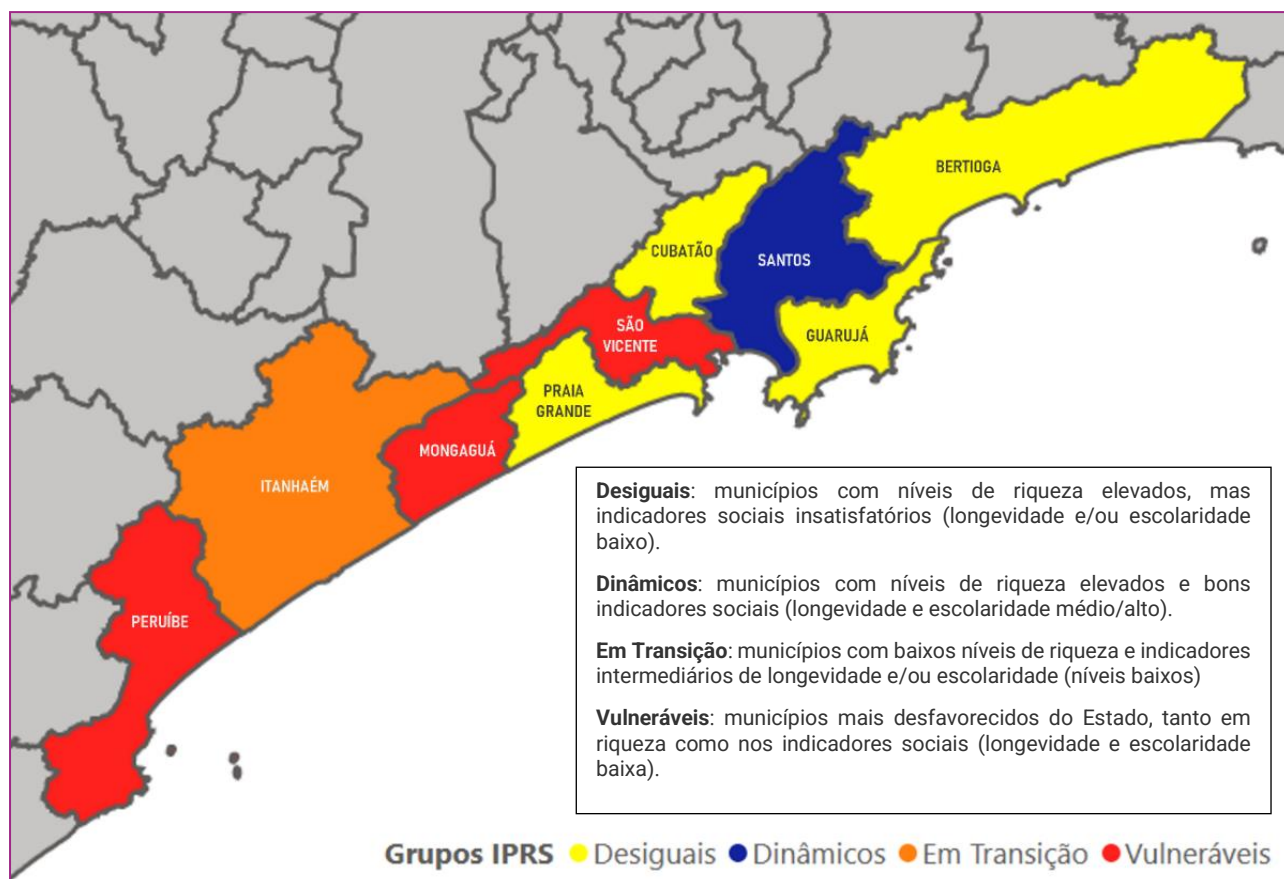 BERTIOGA
CUBATÃO
SANTOS
SÃO
VICENTE
GUARUJÁ
PRAIA
GRANDE
MONGAGUÁ
ITANHAÉM
PERUÍBE
Desiguais: municípios com níveis de riqueza elevados, mas
indicadores sociais insatisfatórios (longevidade e/ou escolaridade
baixo).
Dinâmicos: municípios com níveis de riqueza elevados e bons
indicadores sociais (longevidade e escolaridade médio/alto).
Em Transição: municípios com baixos níveis de riqueza e indicadores
intermediários de longevidade e/ou escolaridade (níveis baixos)
Vulneráveis: municípios mais desfavorecidos do Estado, tanto em
riqueza como nos indicadores sociais (longevidade e escolaridade
baixa).
Grupos IPRS Desiguais Dinâmicos Em Transição Vulneráveis